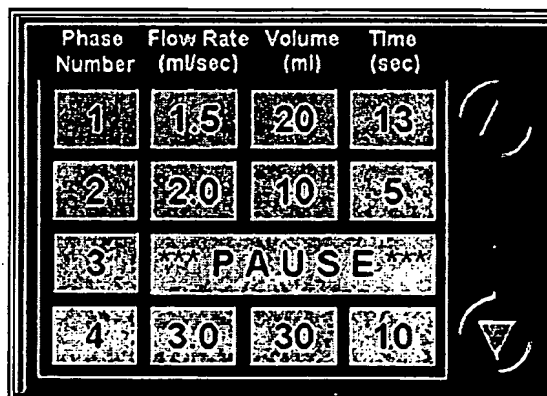 Phase Flow Rate Volume Time
Number (ml/sec) (ml) (sec)
1 1.5 20 13
2 2.0 10 5
3 *** P A U S E ***
4 3.0 30 10